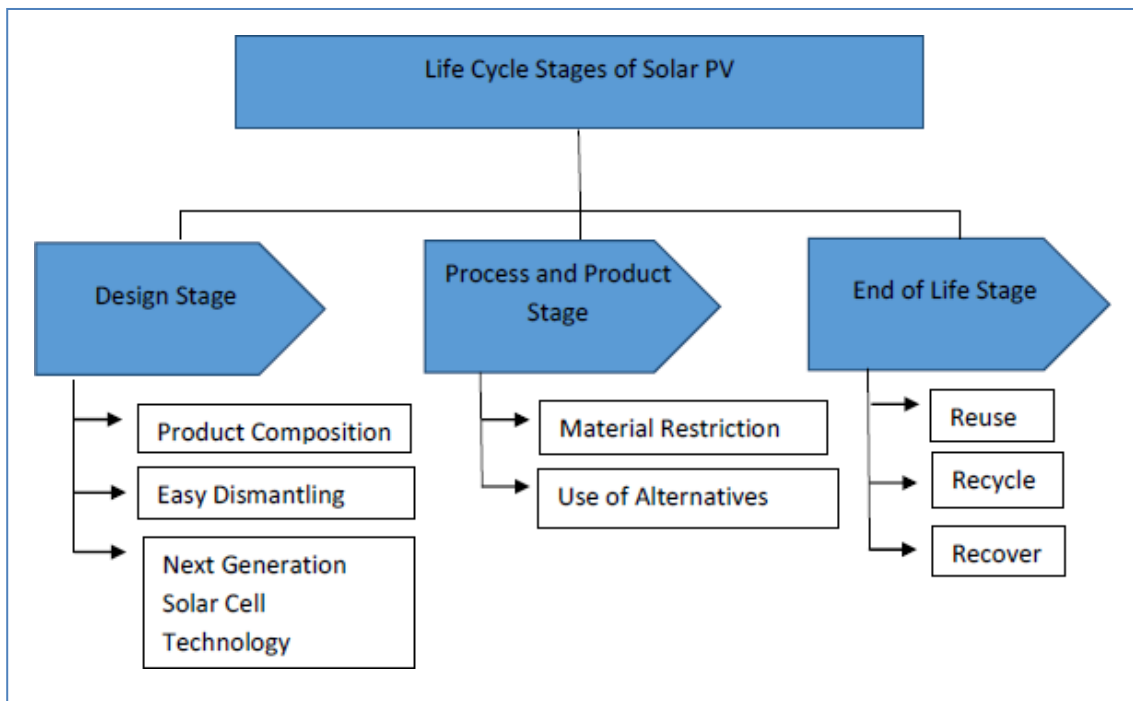 Life Cycle Stages of Solar PV
Design Stage
Product Composition
Easy Dismantling
Next Generation
Solar Cell
Technology
Process and Product
Stage
Material Restriction
Use of Alternatives
End of Life Stage
Reuse
Recycle
Recover